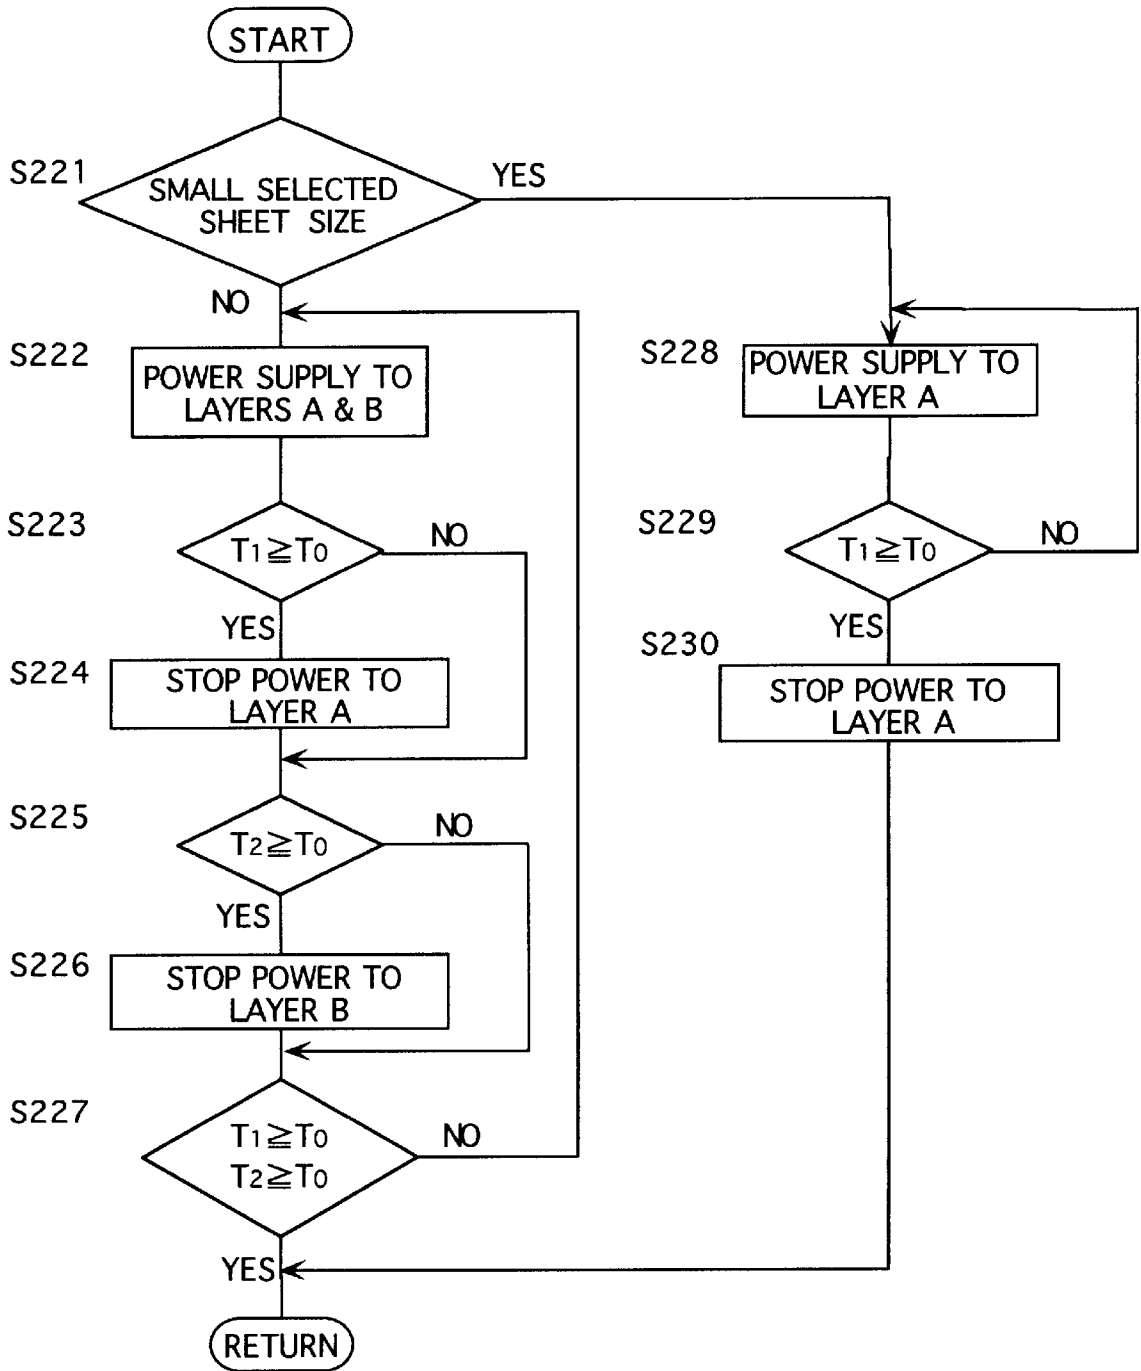 START
S221
SMALL SELECTED
SHEET SIZE
YES
NO
S222
POWER SUPPLY TO
LAYERS A & B
S223
T1≧T0
NO
YES
S224
STOP POWER TO
LAYER A
S225
T2≧T0
NO
YES
S226
STOP POWER TO
LAYER B
S227
T1≧T0
T2≧T0
NO
YES
RETURN
S228
POWER SUPPLY TO
LAYER A
S229
T1≧T0
NO
YES
S230
STOP POWER TO
LAYER A